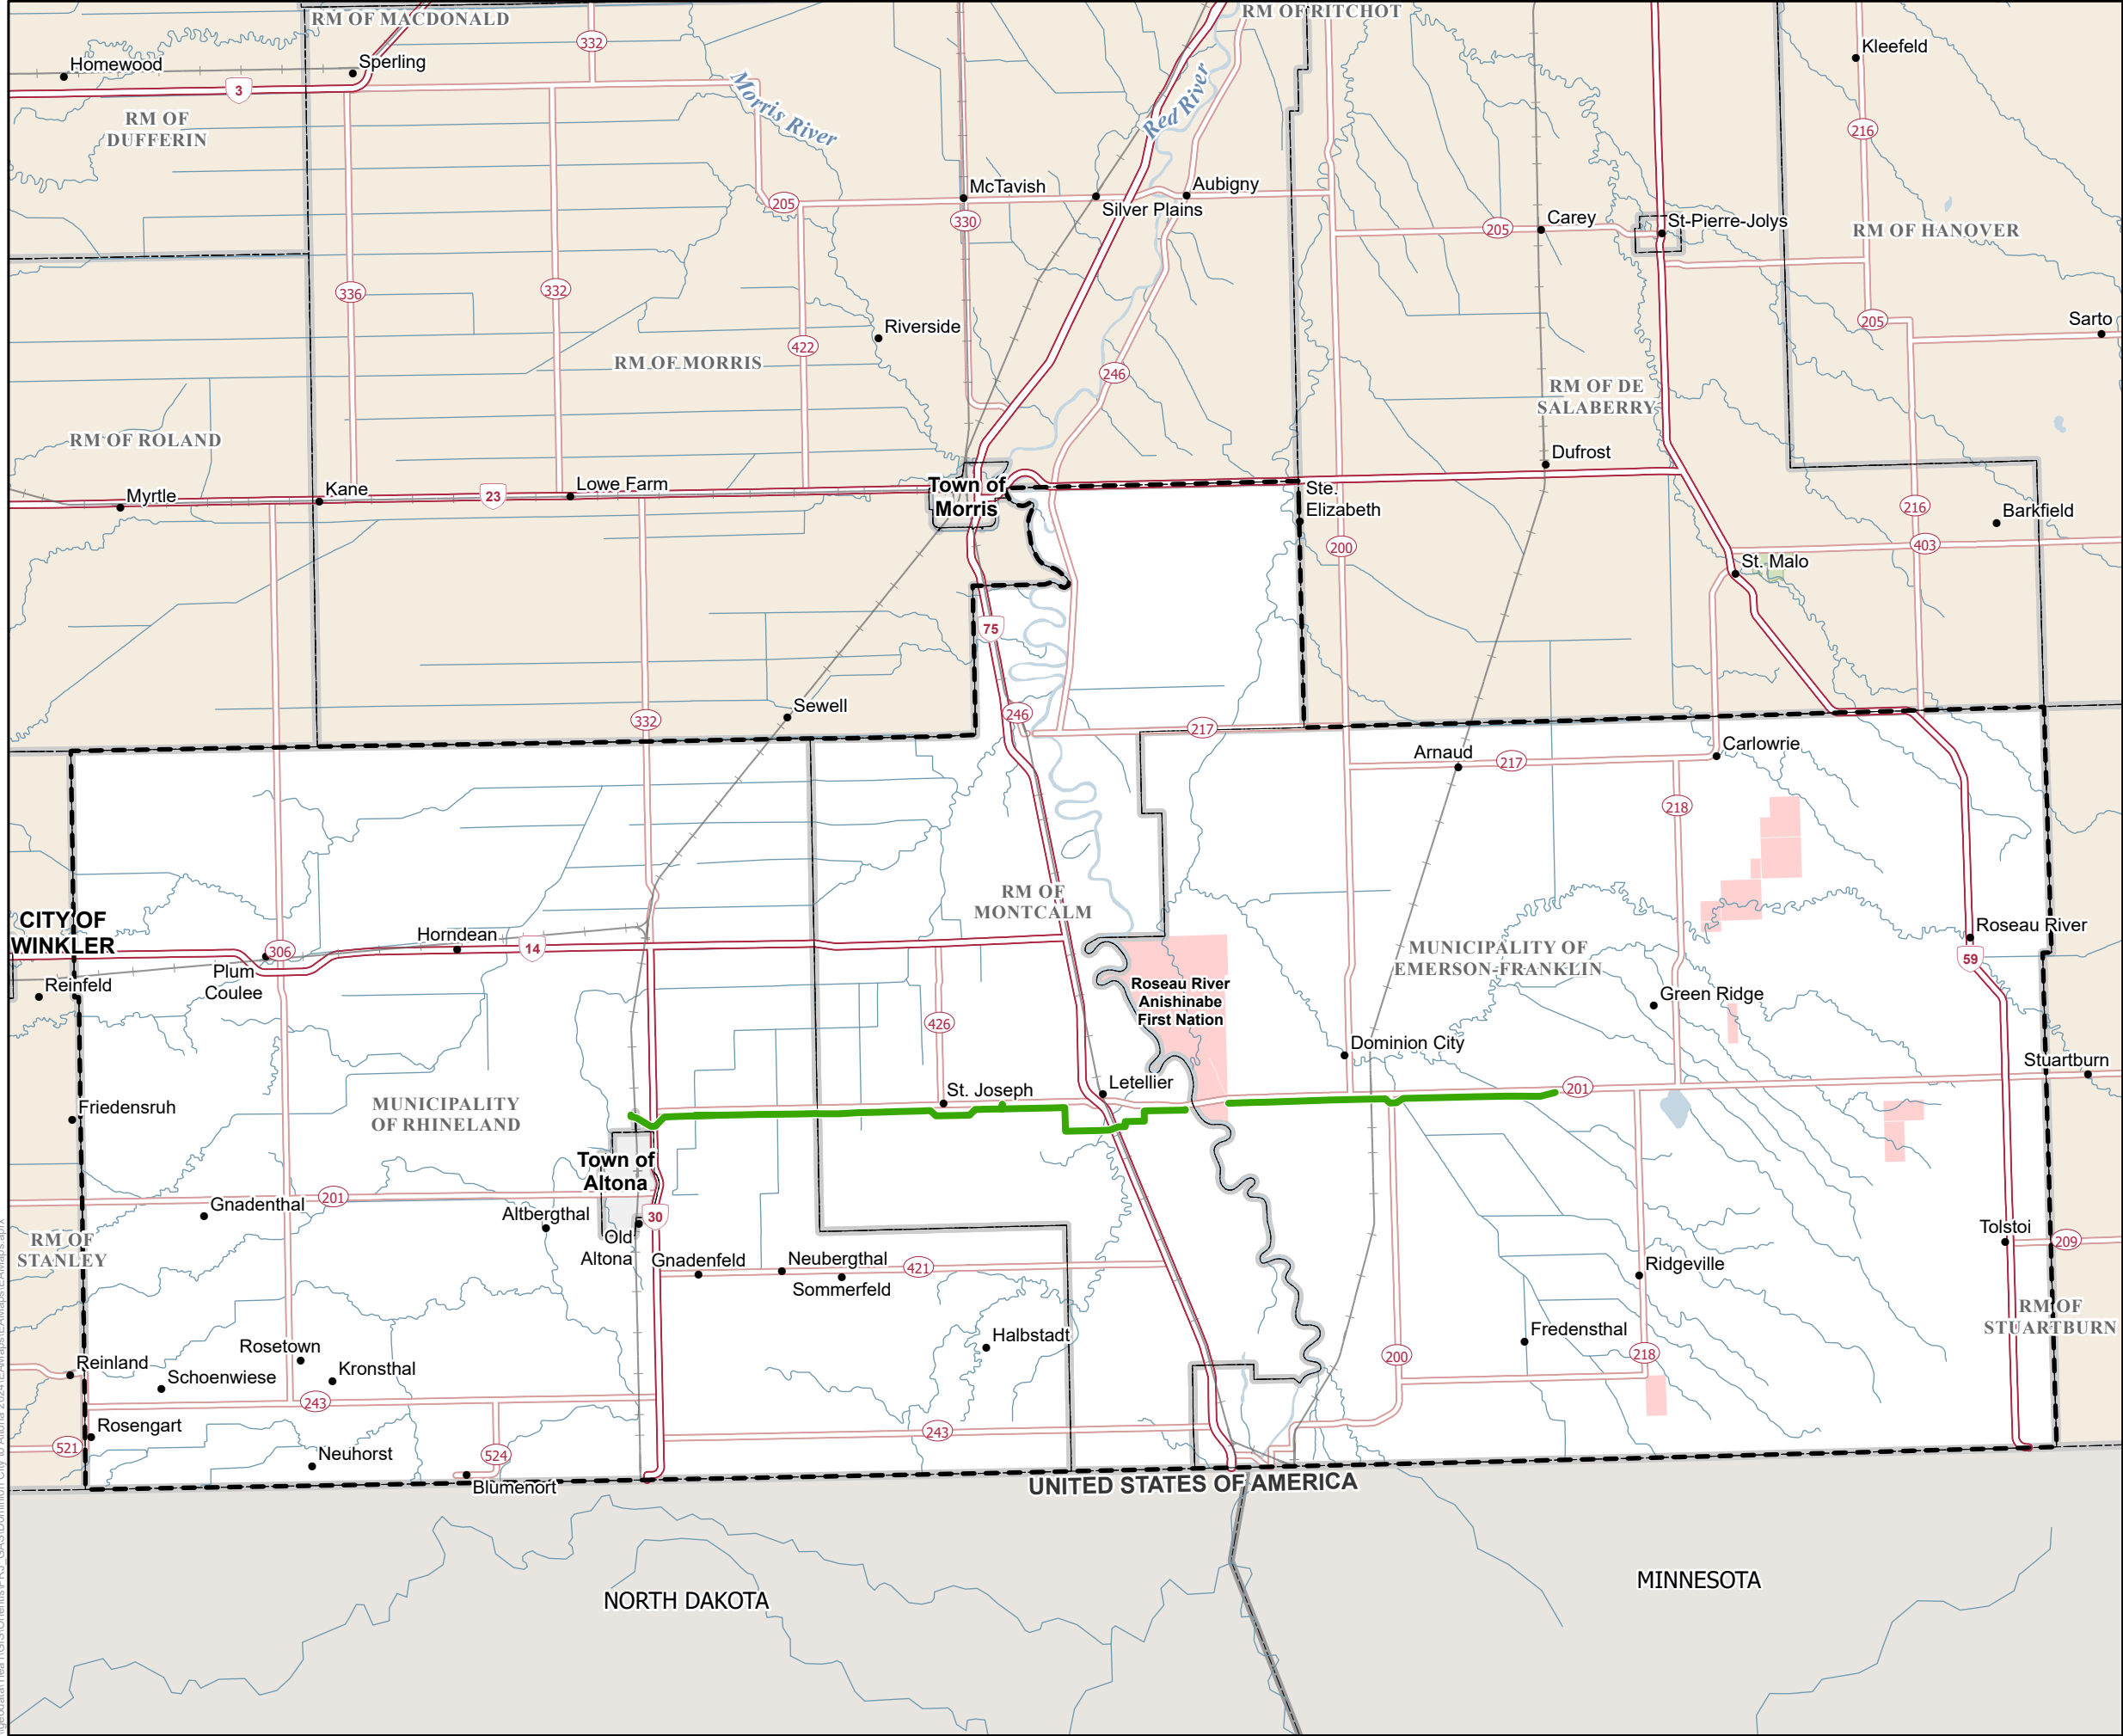 RM OF MACDONALD
RM OF RITCHOT
Homewood
Sperling
332
Kleefeld
3
Morris River
Red River
RM OF
DUFFERIN
216
McTavish
Aubigny
205
330
Silver Plains
Carey
205
St-Pierre-Jolys
RM OF HANOVER
336
332
Riverside
422
205
Sarto
RM OF MORRIS
246
RM OF DE
SALABERRY
RM OF ROLAND
Dufrost
Myrtle
Kane
23
Lowe Farm
Town of
Morris
Ste.
Elizabeth
200
216
Barkfield
403
St. Malo
75
Sewell
332
246
217
Arnaud
217
Carlowrie
218
RM OF
MONTCALM
CITY OF
WINKLER
306
Horndean
14
Plum
Coulee
Reinfeld
MUNICIPALITY OF
EMERSON-FRANKLIN
Roseau River
59
Roseau River
Anishinabe
First Nation
Green Ridge
426
Dominion City
Stuartburn
St. Joseph
Letellier
201
Friedensruh
MUNICIPALITY
OF RHINELAND
Town of
Altona
201
Gnadenthal
Altbergthal
30
Old
Altona
RM OF
STANLEY
Gnadenfeld
Neubergthal
421
Sommerfeld
Tolstoi
209
Ridgeville
RM OF
STUARTBURN
Halbstadt
Fredensthal
Rosetown
Reinland
Schoenwiese
Kronsthal
200
218
243
Rosengart
243
521
Neuhorst
524
Blumenort
UNITED STATES OF AMERICA
NORTH DAKOTA
MINNESOTA